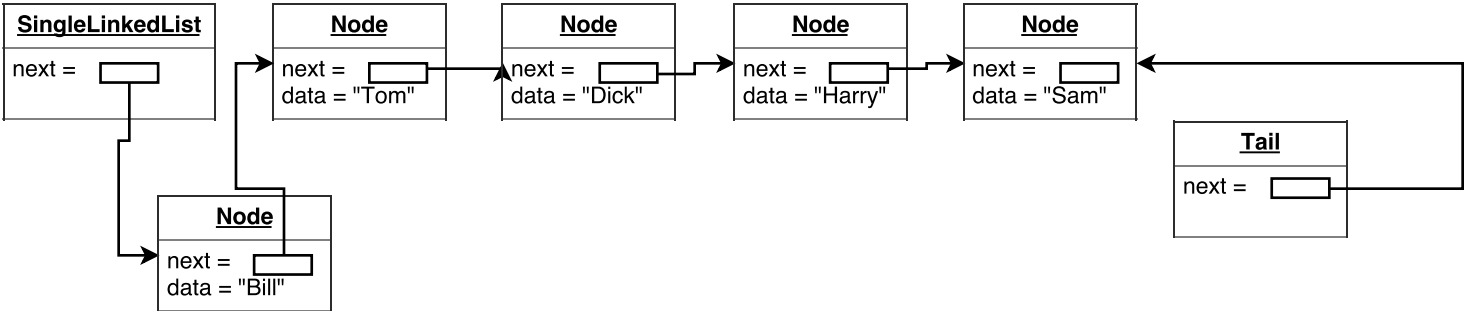 SingleLinkedList
next =
Node
next =
data = "Tom"
Node
next =
data = "Dick"
Node
next =
data = "Harry"
Node
next =
data = "Sam"
Tail
next =
Node
next =
data = "Bill"